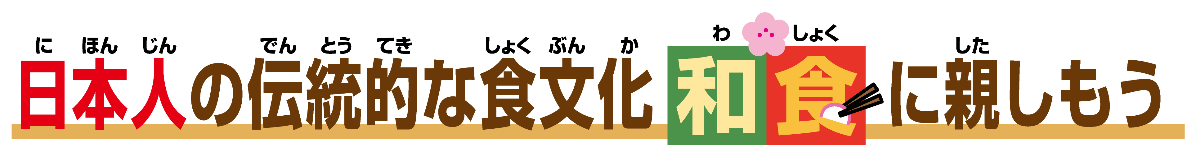 に ほん じん でん とう てき しょく ぶん か わ しょく した
日本人の伝統的な食文化 和食に親しもう